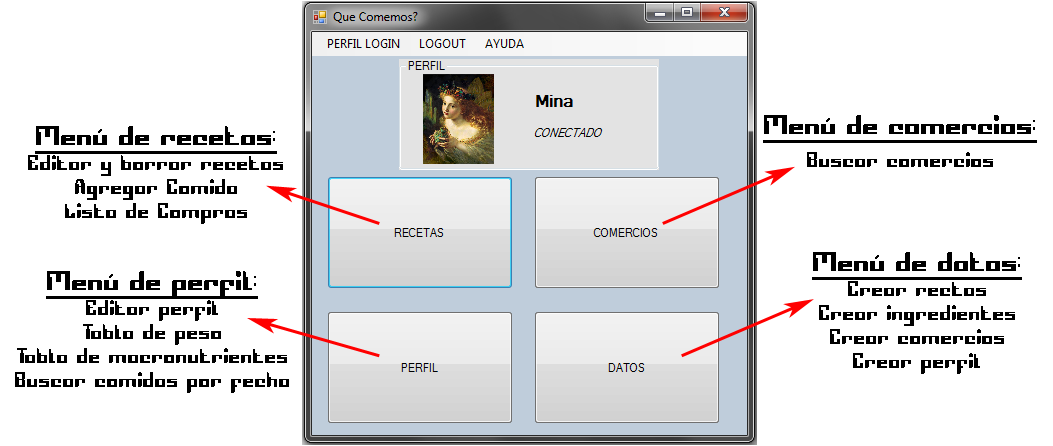 Que Comemos?
PERFIL LOGIN LOGOUT AYUDA
PERFIL
Mina
CONECTADO
Menú de recetas:
Editar y borrar recetas
Agregar Comida
Lista de Compras
Menú de comercios:
Buscar comercios
RECETAS
COMERCIOS
Menú de perfil:
Editar perfil
Tabla de peso
Tabla de macronutrientes
Buscar comidas por fecha
Menú de datos:
Crear rectas
Crear ingredientes
Crear comercios
Crear perfil
PERFIL
DATOS